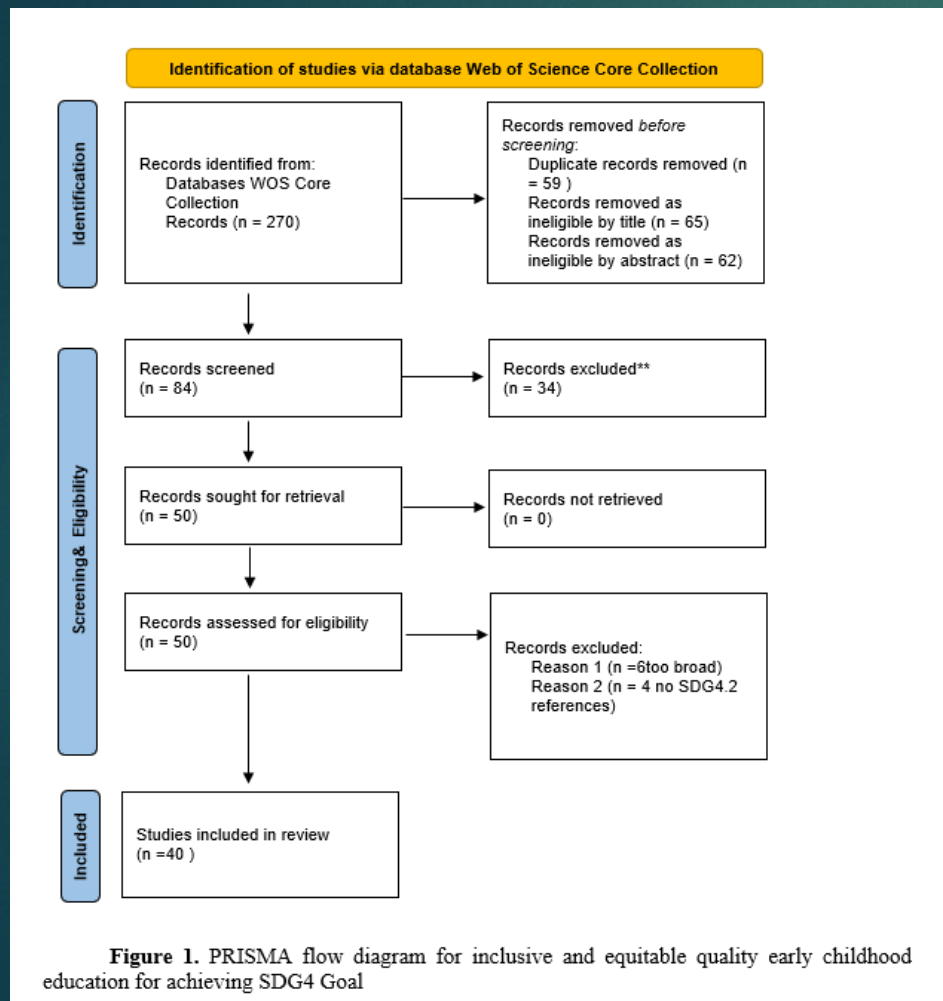 Identification of studies via database Web of Science Core Collection
Identification
Records identified from:
Databases WOS Core
Collection
Records (n = 270)
Records removed before
screening:
Duplicate records removed (n
= 59 )
Records removed as
ineligible by title (n = 65)
Records removed as
ineligible by abstract (n = 62)
Screening& Eligibility
Records screened
(n = 84)
Records excluded**
(n = 34)
Records sought for retrieval
(n = 50)
Records not retrieved
(n = 0)
Records assessed for eligibility
(n = 50)
Records excluded:
Reason 1 (n =6too broad)
Reason 2 (n = 4 no SDG4.2
references)
Included
Studies included in review
(n =40 )
Figure 1. PRISMA flow diagram for inclusive and equitable quality early childhood
education for achieving SDG4 Goal